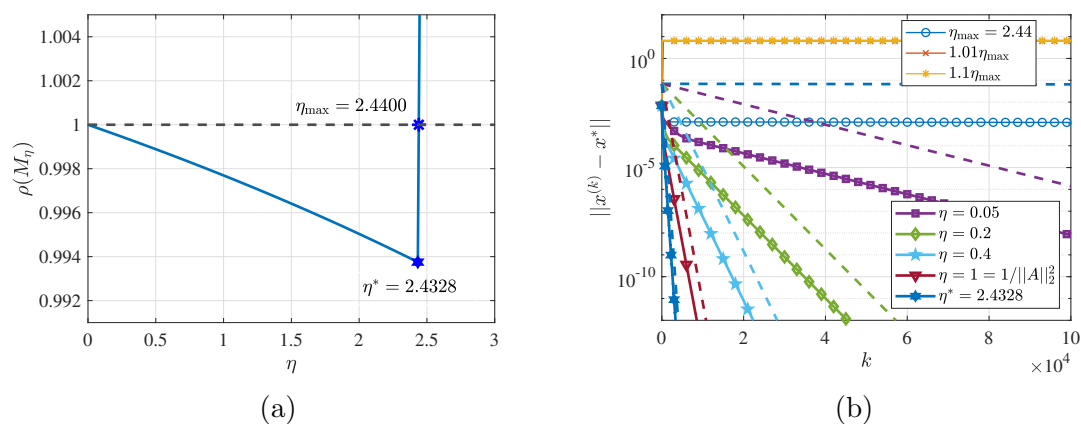 1.004
1.002
1
0.998
0.996
0.994
0.992
ρ(M_η)
η_max = 2.4400
η* = 2.4328
0 0.5 1 1.5 2 2.5 3
η
(a)
10^0
10^-5
10^-10
||x^(k) − x*||
η_max = 2.44
1.01η_max
1.1η_max
η = 0.05
η = 0.2
η = 0.4
η = 1 = 1/||A||_2^2
η* = 2.4328
0 2 4 6 8 10
k
×10^4
(b)